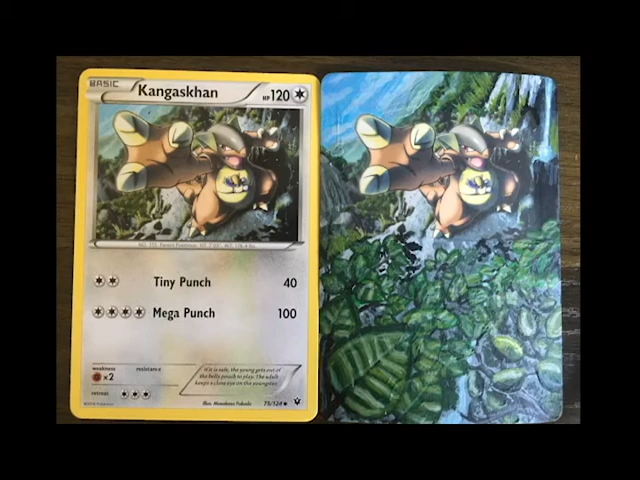 BASIC
Kangaskhan
HP120
Tiny Punch 40
Mega Punch 100
weakness resistance
×2
retreat
If it is safe, the young gets out of
the belly pouch to play. The adult
keeps a close eye on the youngster.
Illus. Masakazu Fukuda
75/124